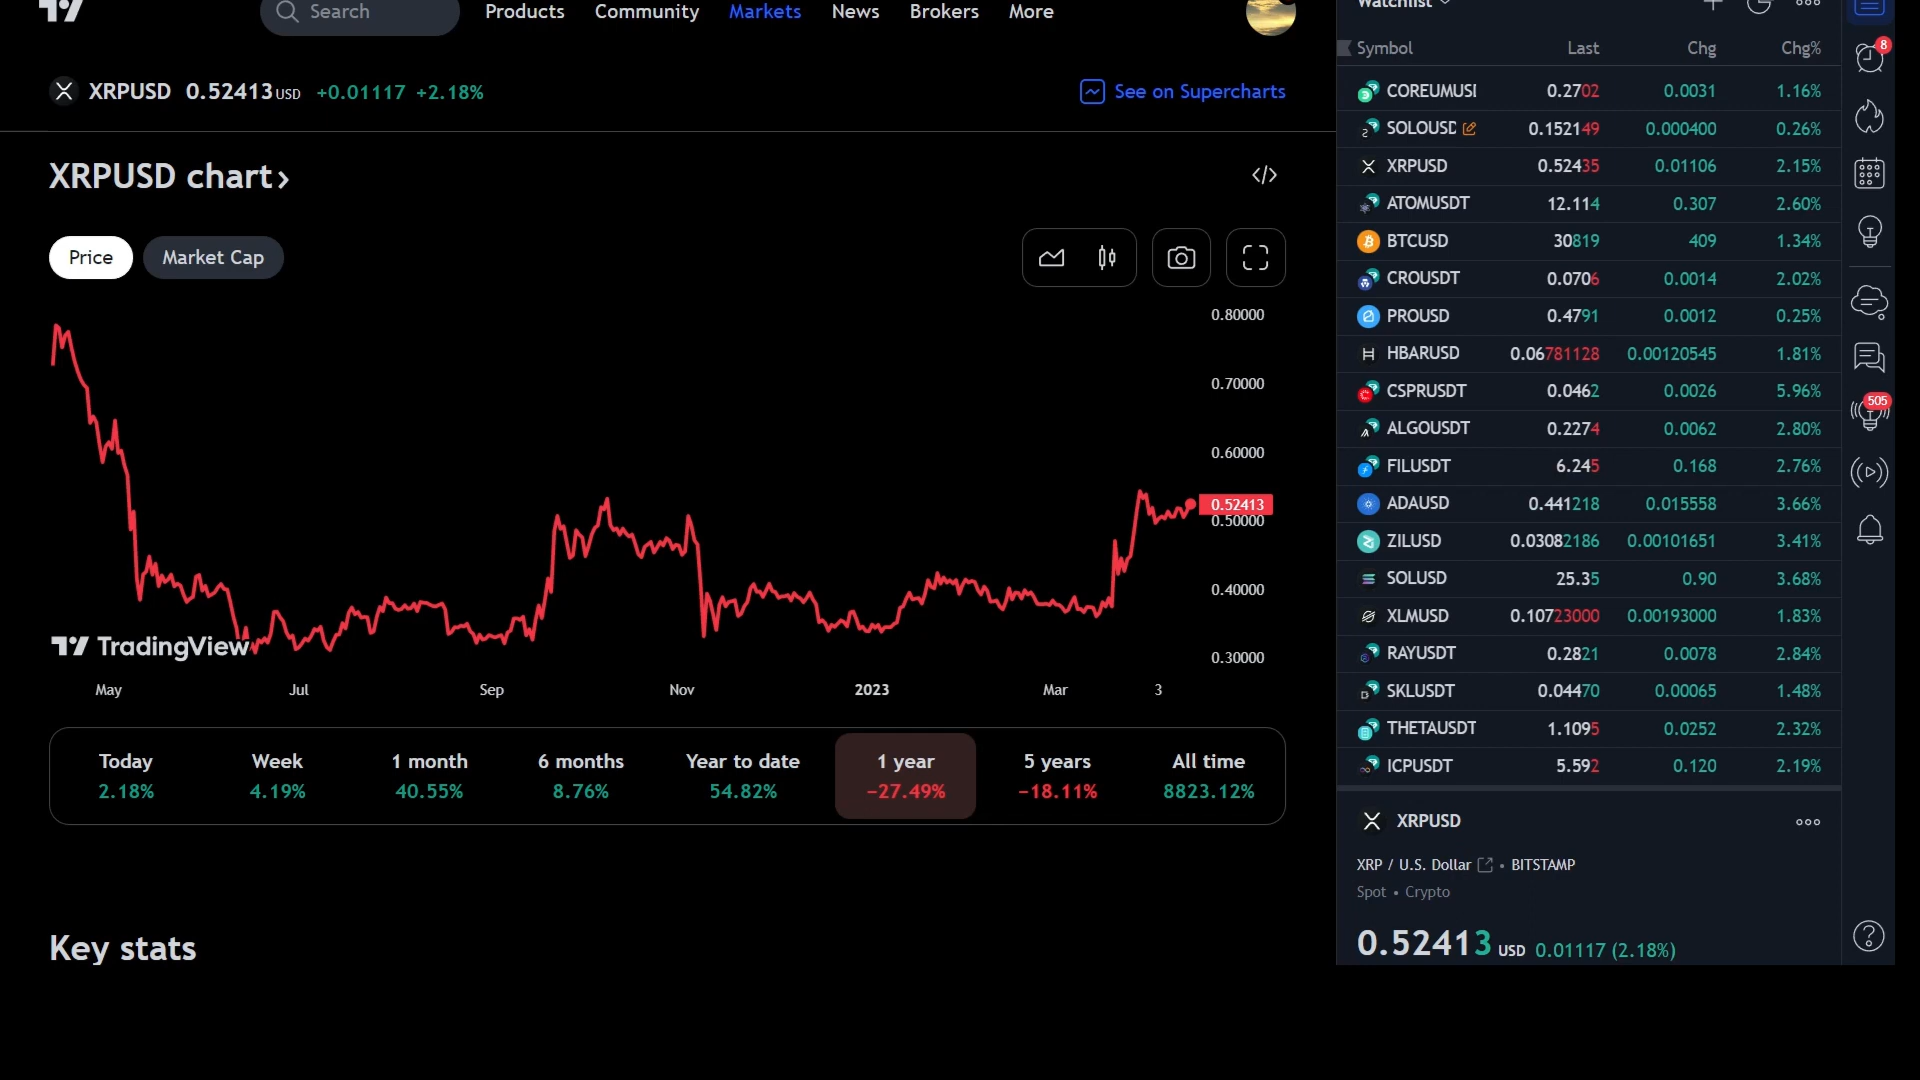 Search
Products Community Markets News Brokers More
XRPUSD 0.52413 USD +0.01117 +2.18%
See on Supercharts
XRPUSD chart
Price Market Cap
0.80000
0.70000
0.60000
0.52413
0.50000
0.40000
0.30000
TradingView
May Jul Sep Nov 2023 Mar 3
Today Week 1 month 6 months Year to date 1 year 5 years All time
2.18% 4.19% 40.55% 8.76% 54.82% −27.49% −18.11% 8823.12%
Key stats
Watchlist
Symbol Last Chg Chg%
COREUMUSI 0.2702 0.0031 1.16%
SOLOUSD 0.152149 0.000400 0.26%
XRPUSD 0.52435 0.01106 2.15%
ATOMUSDT 12.114 0.307 2.60%
BTCUSD 30819 409 1.34%
CROUSDT 0.0706 0.0014 2.02%
PROUSD 0.4791 0.0012 0.25%
HBARUSD 0.06781128 0.00120545 1.81%
CSPRUSDT 0.0462 0.0026 5.96%
ALGOUSDT 0.2274 0.0062 2.80%
FILUSDT 6.245 0.168 2.76%
ADAUSD 0.441218 0.015558 3.66%
ZILUSD 0.03082186 0.00101651 3.41%
SOLUSD 25.35 0.90 3.68%
XLMUSD 0.10723000 0.00193000 1.83%
RAYUSDT 0.2821 0.0078 2.84%
SKLUSDT 0.04470 0.00065 1.48%
THETAUSDT 1.1095 0.0252 2.32%
ICPUSDT 5.592 0.120 2.19%
XRPUSD
XRP / U.S. Dollar • BITSTAMP
Spot • Crypto
0.52413 USD 0.01117 (2.18%)
8
505